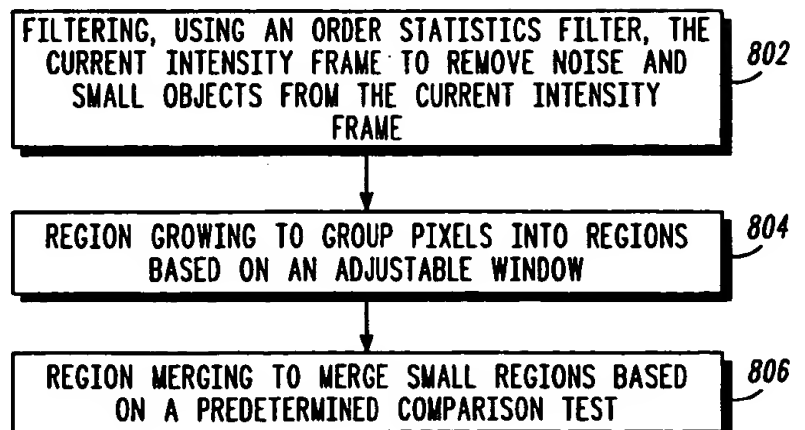 FILTERING, USING AN ORDER STATISTICS FILTER, THE
CURRENT INTENSITY FRAME TO REMOVE NOISE AND
SMALL OBJECTS FROM THE CURRENT INTENSITY
FRAME
802
REGION GROWING TO GROUP PIXELS INTO REGIONS
BASED ON AN ADJUSTABLE WINDOW
804
REGION MERGING TO MERGE SMALL REGIONS BASED
ON A PREDETERMINED COMPARISON TEST
806